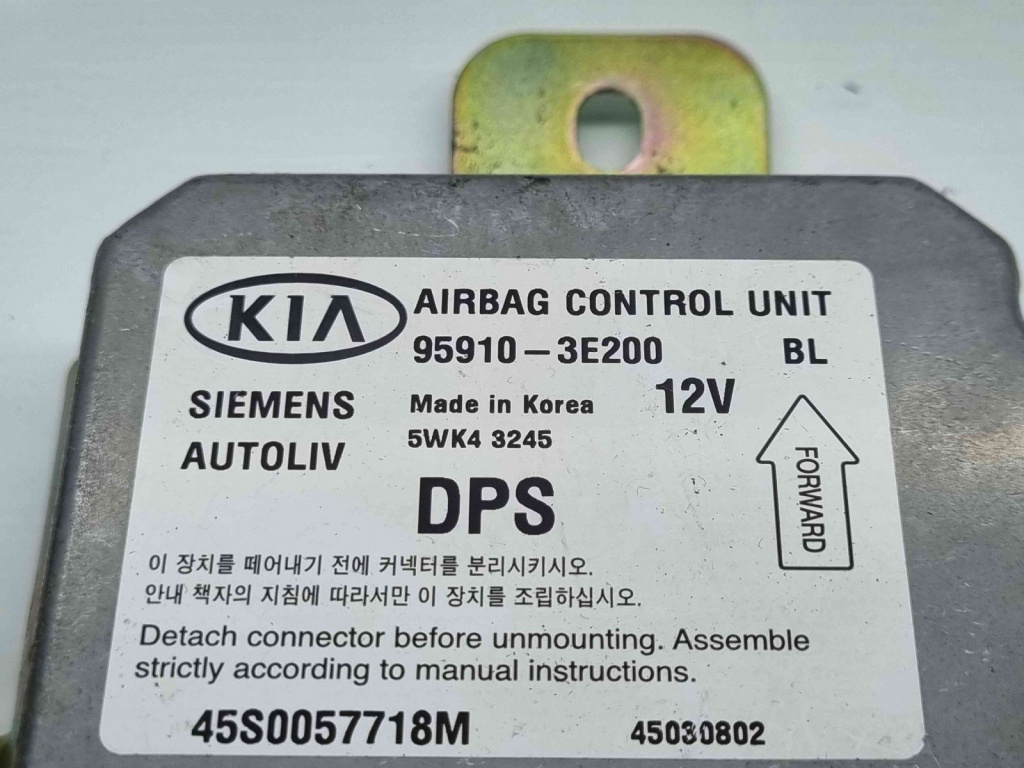 KIA
AIRBAG CONTROL UNIT
95910-3E200 BL
SIEMENS
AUTOLIV
Made in Korea 12V
5WK4 3245
DPS
FORWARD
이 장치를 떼어내기 전에 커넥터를 분리시키시오.
안내 책자의 지침에 따라서만 이 장치를 조립하십시오.
Detach connector before unmounting. Assemble
strictly according to manual instructions.
45S0057718M 45030802